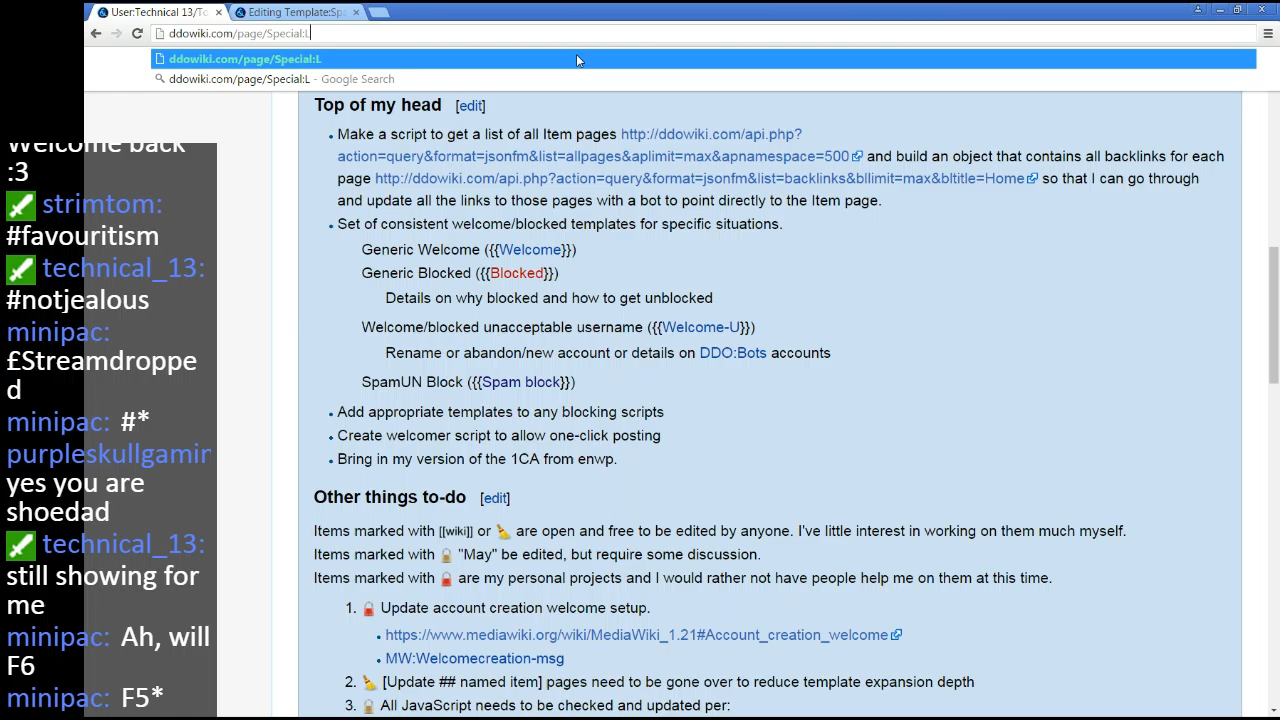 User:Technical 13/To
Editing Template:Sp
ddowiki.com/page/Special:L
ddowiki.com/page/Special:L
ddowiki.com/page/Special:L - Google Search
Welcome back
:3
strimtom:
#favouritism
technical_13:
#notjealous
minipac:
£Streamdroppe
d
minipac: #*
purpleskullgamin
yes you are
shoedad
technical_13:
still showing for
me
minipac: Ah, will
F6
minipac: F5*
Top of my head [edit]
Make a script to get a list of all Item pages http://ddowiki.com/api.php?
action=query&format=jsonfm&list=allpages&aplimit=max&apnamespace=500 and build an object that contains all backlinks for each
page http://ddowiki.com/api.php?action=query&format=jsonfm&list=backlinks&bllimit=max&bltitle=Home so that I can go through
and update all the links to those pages with a bot to point directly to the Item page.
Set of consistent welcome/blocked templates for specific situations.
Generic Welcome ({{Welcome}})
Generic Blocked ({{Blocked}})
Details on why blocked and how to get unblocked
Welcome/blocked unacceptable username ({{Welcome-U}})
Rename or abandon/new account or details on DDO:Bots accounts
SpamUN Block ({{Spam block}})
Add appropriate templates to any blocking scripts
Create welcomer script to allow one-click posting
Bring in my version of the 1CA from enwp.
Other things to-do [edit]
Items marked with [[wiki]] or are open and free to be edited by anyone. I've little interest in working on them much myself.
Items marked with "May" be edited, but require some discussion.
Items marked with are my personal projects and I would rather not have people help me on them at this time.
1. Update account creation welcome setup.
https://www.mediawiki.org/wiki/MediaWiki_1.21#Account_creation_welcome
MW:Welcomecreation-msg
2. [Update ## named item] pages need to be gone over to reduce template expansion depth
3. All JavaScript needs to be checked and updated per: